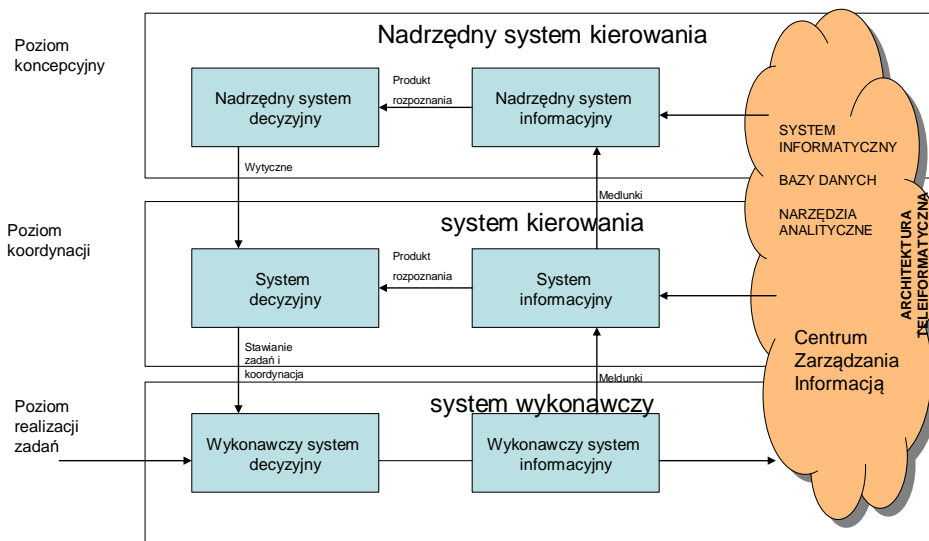 Poziom
koncepcyjny
Nadrzędny system kierowania
Nadrzędny system
decyzyjny
Produkt
rozpoznania
Nadrzędny system
informacyjny
Wytyczne
Medlunki
Poziom
koordynacji
system kierowania
System
decyzyjny
Produkt
rozpoznania
System
informacyjny
Stawianie
zadań i
koordynacja
Meldunki
Poziom
realizacji
zadań
system wykonawczy
Wykonawczy system
decyzyjny
Wykonawczy system
informacyjny
SYSTEM
INFORMATYCZNY
BAZY DANYCH
NARZĘDZIA
ANALITYCZNE
ARCHITEKTURA
TELEIFORMATYCZNA
Centrum
Zarządzania
Informacją